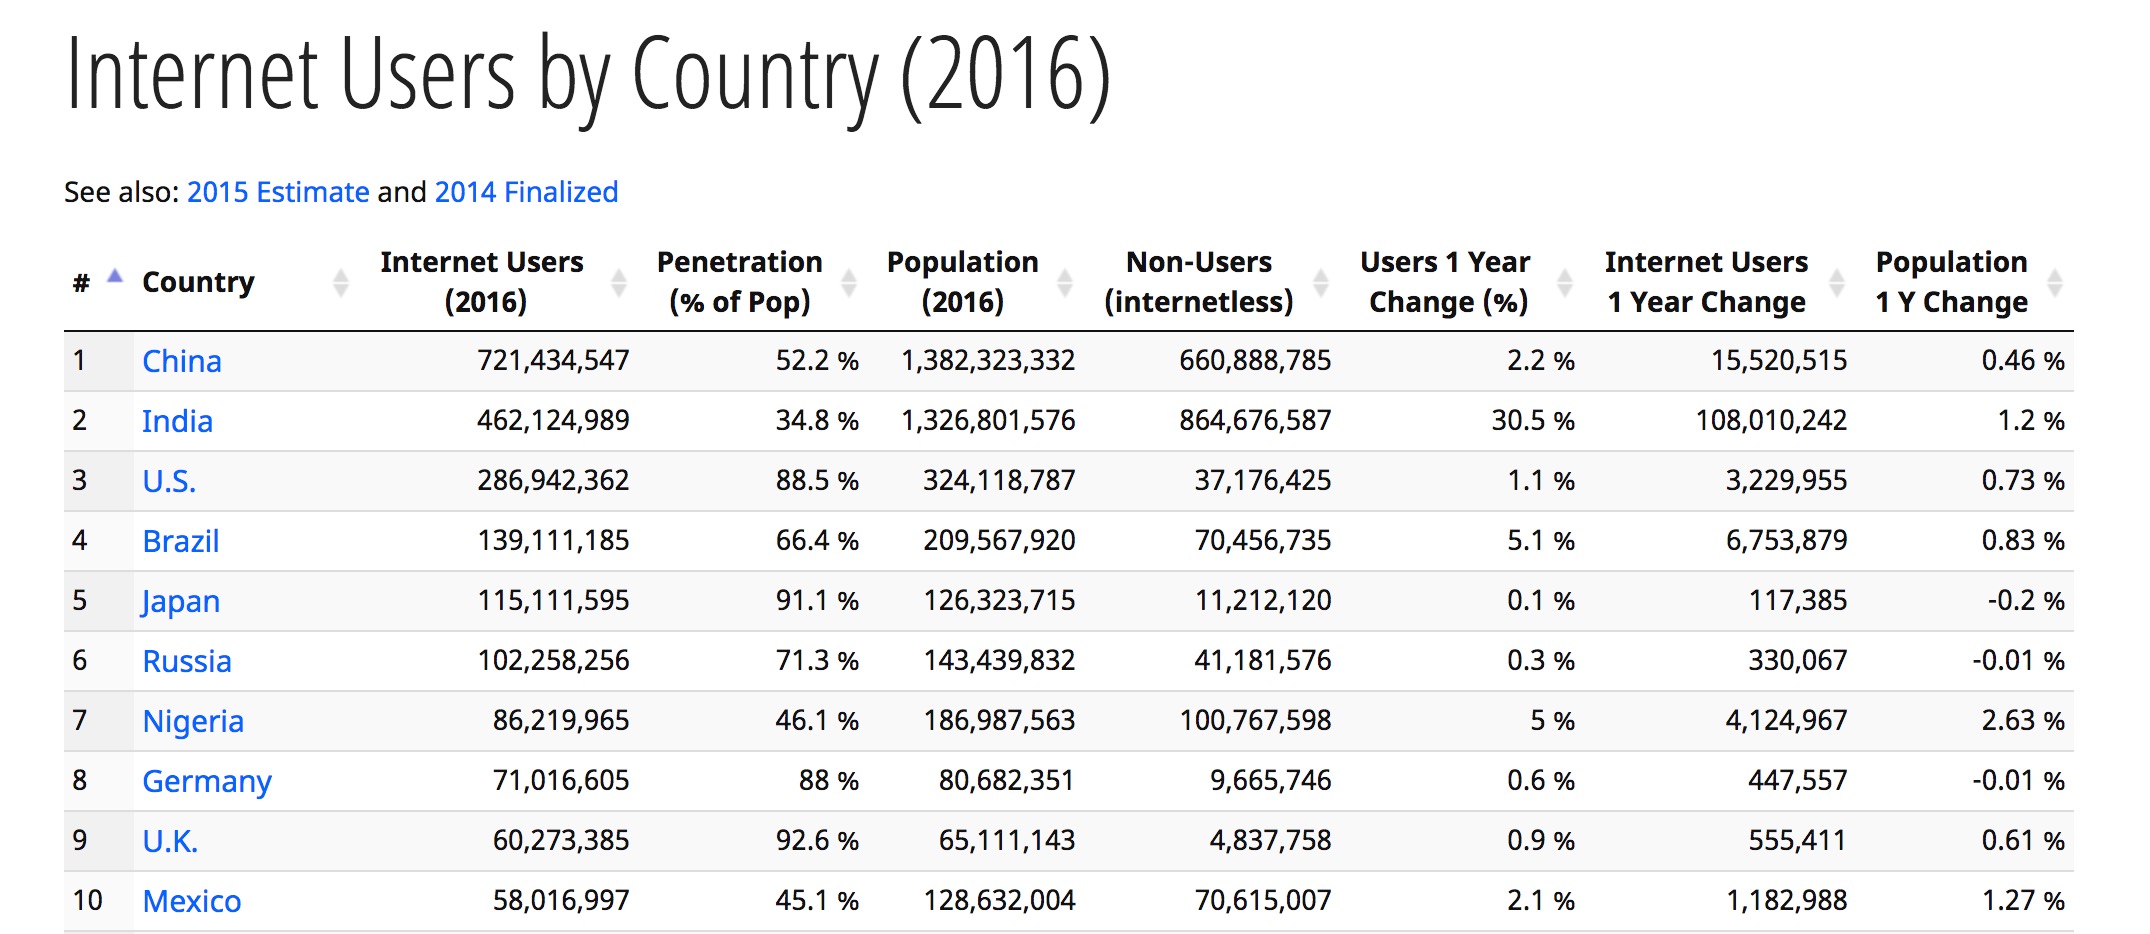 Internet Users by Country (2016)
See also: 2015 Estimate and 2014 Finalized
# Country Internet Users (2016) Penetration (% of Pop) Population (2016) Non-Users (internetless) Users 1 Year Change (%) Internet Users 1 Year Change Population 1 Y Change
1 China 721,434,547 52.2 % 1,382,323,332 660,888,785 2.2 % 15,520,515 0.46 %
2 India 462,124,989 34.8 % 1,326,801,576 864,676,587 30.5 % 108,010,242 1.2 %
3 U.S. 286,942,362 88.5 % 324,118,787 37,176,425 1.1 % 3,229,955 0.73 %
4 Brazil 139,111,185 66.4 % 209,567,920 70,456,735 5.1 % 6,753,879 0.83 %
5 Japan 115,111,595 91.1 % 126,323,715 11,212,120 0.1 % 117,385 -0.2 %
6 Russia 102,258,256 71.3 % 143,439,832 41,181,576 0.3 % 330,067 -0.01 %
7 Nigeria 86,219,965 46.1 % 186,987,563 100,767,598 5 % 4,124,967 2.63 %
8 Germany 71,016,605 88 % 80,682,351 9,665,746 0.6 % 447,557 -0.01 %
9 U.K. 60,273,385 92.6 % 65,111,143 4,837,758 0.9 % 555,411 0.61 %
10 Mexico 58,016,997 45.1 % 128,632,004 70,615,007 2.1 % 1,182,988 1.27 %